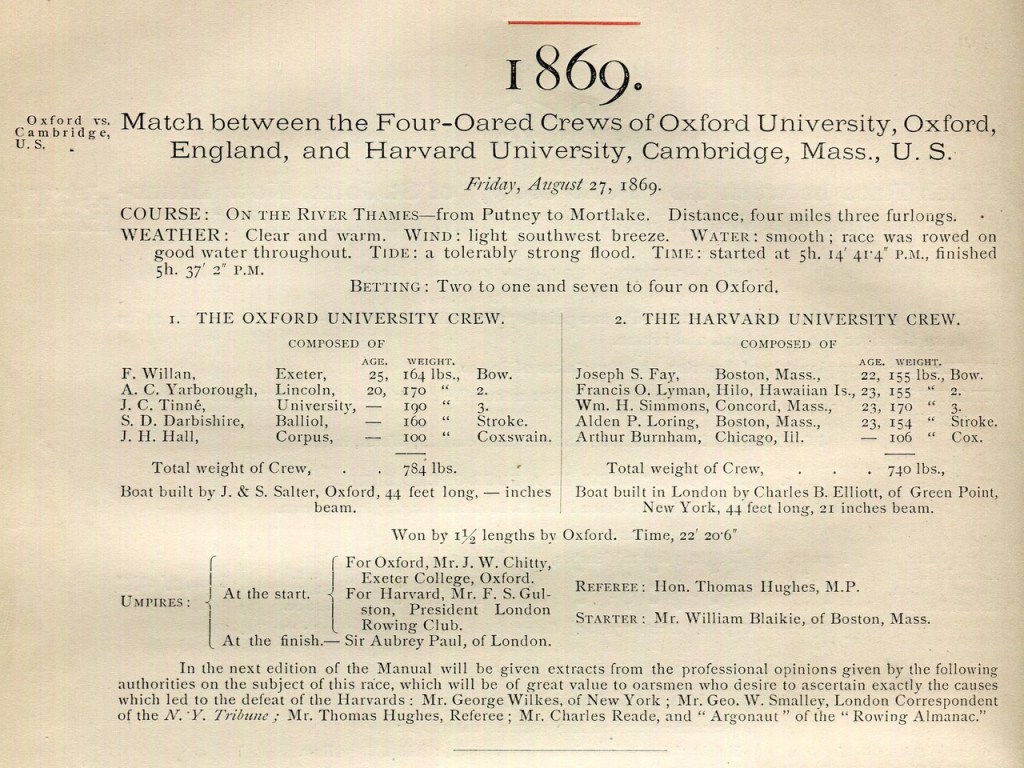 1869.
Oxford vs.
Cambridge,
U. S.
Match between the Four-Oared Crews of Oxford University, Oxford,
England, and Harvard University, Cambridge, Mass., U. S.
Friday, August 27, 1869.
COURSE: ON THE RIVER THAMES—from Putney to Mortlake. Distance, four miles three furlongs.
WEATHER: Clear and warm. WIND: light southwest breeze. WATER: smooth; race was rowed on
good water throughout. TIDE: a tolerably strong flood. TIME: started at 5h. 14′ 41·4″ P.M., finished
5h. 37′ 2″ P.M.
BETTING: Two to one and seven to four on Oxford.
1. THE OXFORD UNIVERSITY CREW.
COMPOSED OF
AGE. WEIGHT.
F. Willan, Exeter, 25, 164 lbs., Bow.
A. C. Yarborough, Lincoln, 20, 170 " 2.
J. C. Tinné, University, — 190 " 3.
S. D. Darbishire, Balliol, — 160 " Stroke.
J. H. Hall, Corpus, — 100 " Coxswain.
Total weight of Crew, . . 784 lbs.
Boat built by J. & S. Salter, Oxford, 44 feet long, — inches
beam.
2. THE HARVARD UNIVERSITY CREW.
COMPOSED OF
AGE. WEIGHT.
Joseph S. Fay, Boston, Mass., 22, 155 lbs., Bow.
Francis O. Lyman, Hilo, Hawaiian Is., 23, 155 " 2.
Wm. H. Simmons, Concord, Mass., 23, 170 " 3.
Alden P. Loring, Boston, Mass., 23, 154 " Stroke.
Arthur Burnham, Chicago, Ill. — 106 " Cox.
Total weight of Crew, . . . 740 lbs.,
Boat built in London by Charles B. Elliott, of Green Point,
New York, 44 feet long, 21 inches beam.
Won by 1½ lengths by Oxford. Time, 22′ 20·6″
UMPIRES:
At the start.
For Oxford, Mr. J. W. Chitty,
Exeter College, Oxford.
For Harvard, Mr. F. S. Gul-
ston, President London
Rowing Club.
At the finish.— Sir Aubrey Paul, of London.
REFEREE: Hon. Thomas Hughes, M.P.
STARTER: Mr. William Blaikie, of Boston, Mass.
In the next edition of the Manual will be given extracts from the professional opinions given by the following
authorities on the subject of this race, which will be of great value to oarsmen who desire to ascertain exactly the causes
which led to the defeat of the Harvards: Mr. George Wilkes, of New York; Mr. Geo. W. Smalley, London Correspondent
of the N. Y. Tribune; Mr. Thomas Hughes, Referee; Mr. Charles Reade, and "Argonaut" of the "Rowing Almanac."